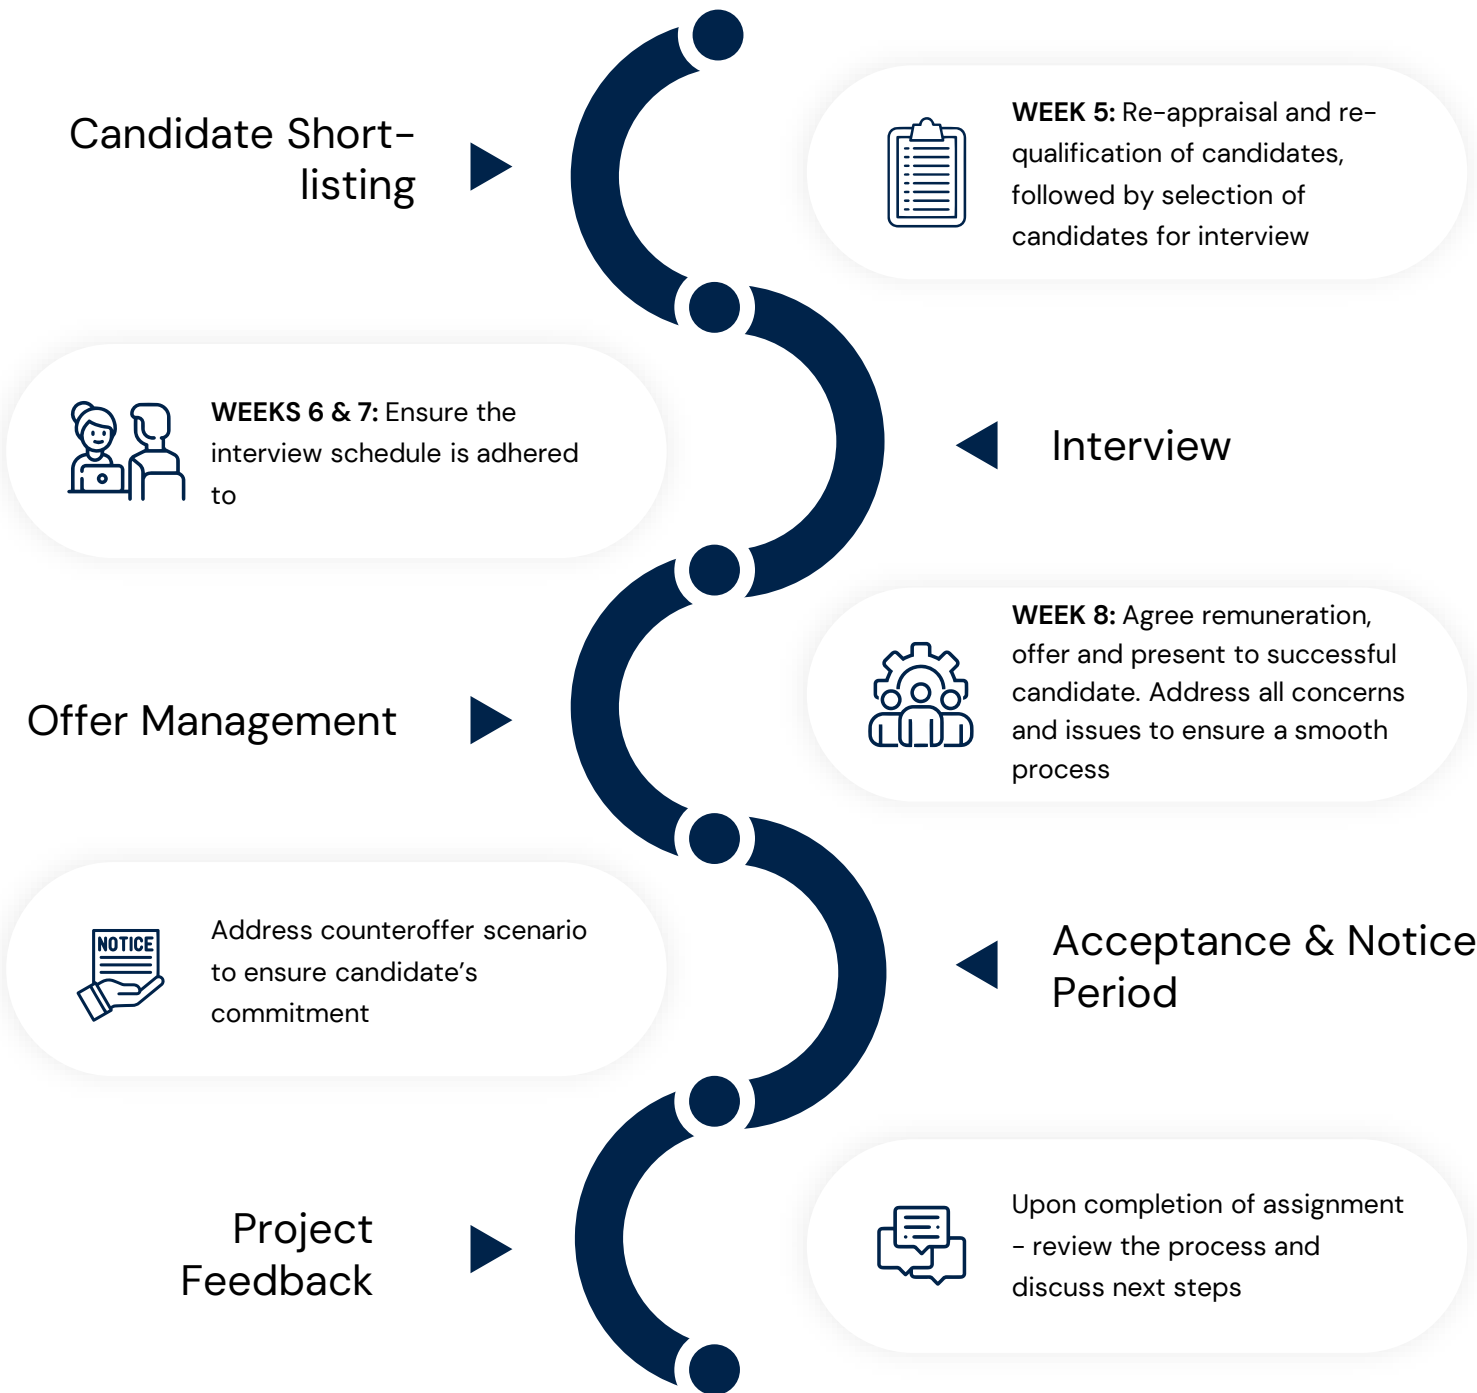 Candidate Short-
listing
WEEK 5: Re-appraisal and re-
qualification of candidates,
followed by selection of
candidates for interview
WEEKS 6 & 7: Ensure the
interview schedule is adhered
to
Interview
Offer Management
WEEK 8: Agree remuneration,
offer and present to successful
candidate. Address all concerns
and issues to ensure a smooth
process
NOTICE
Address counteroffer scenario
to ensure candidate’s
commitment
Acceptance & Notice
Period
Project
Feedback
Upon completion of assignment
– review the process and
discuss next steps